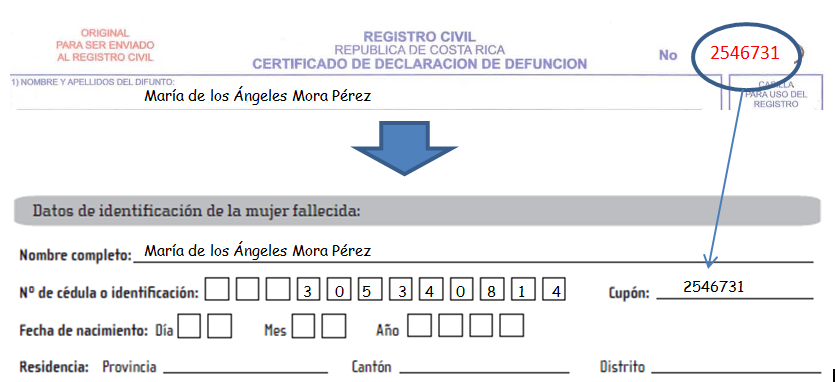 ORIGINAL
PARA SER ENVIADO
AL REGISTRO CIVIL
REGISTRO CIVIL
REPUBLICA DE COSTA RICA
CERTIFICADO DE DECLARACION DE DEFUNCION
No 2546731
1) NOMBRE Y APELLIDOS DEL DIFUNTO:
María de los Ángeles Mora Pérez
CASILLA
PARA USO DEL
REGISTRO
Datos de identificación de la mujer fallecida:
Nombre completo: María de los Ángeles Mora Pérez
Nº de cédula o identificación: 3 0 5 3 4 0 8 1 4 Cupón: 2546731
Fecha de nacimiento: Día Mes Año
Residencia: Provincia Cantón Distrito